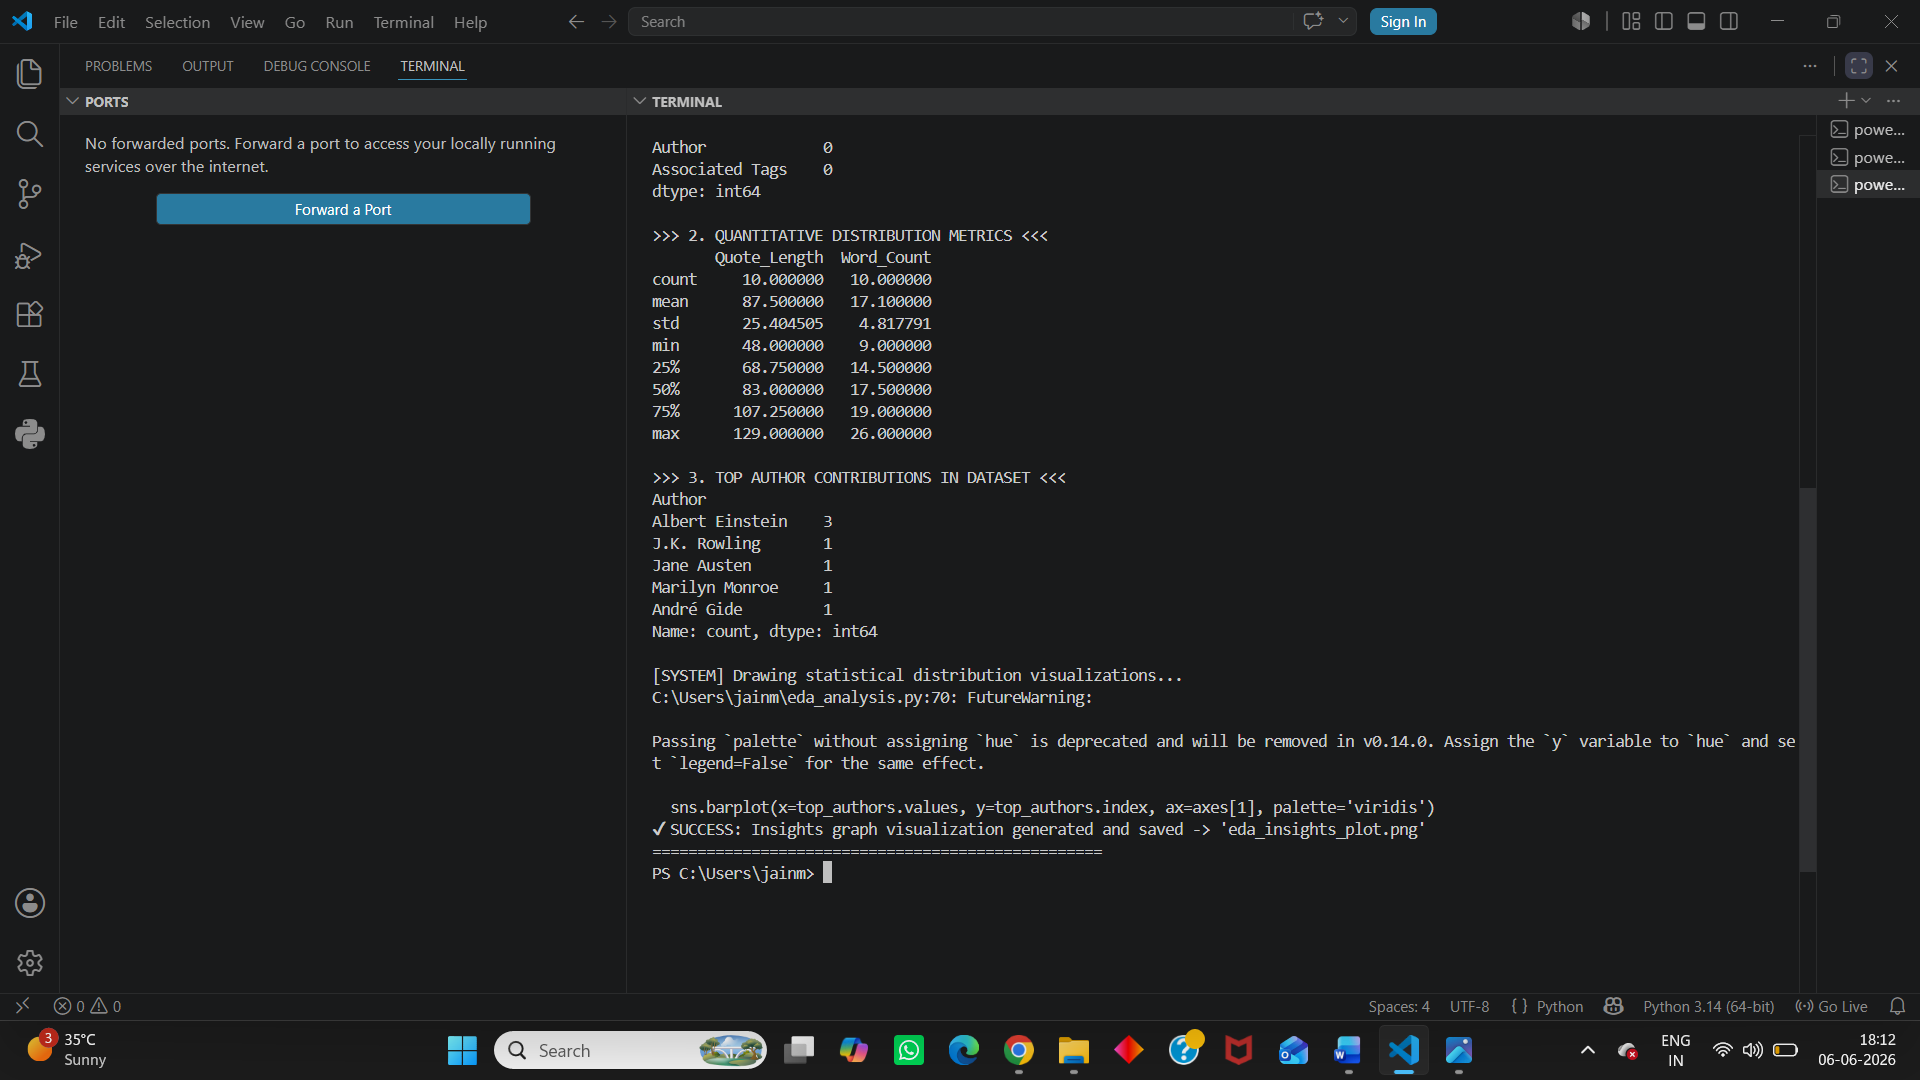 File Edit Selection View Go Run Terminal Help
Search
Sign In
PROBLEMS OUTPUT DEBUG CONSOLE TERMINAL
PORTS
No forwarded ports. Forward a port to access your locally running
services over the internet.
Forward a Port
TERMINAL
Author 0
Associated Tags 0
dtype: int64
>>> 2. QUANTITATIVE DISTRIBUTION METRICS <<<
Quote_Length Word_Count
count 10.000000 10.000000
mean 87.500000 17.100000
std 25.404505 4.817791
min 48.000000 9.000000
25% 68.750000 14.500000
50% 83.000000 17.500000
75% 107.250000 19.000000
max 129.000000 26.000000
>>> 3. TOP AUTHOR CONTRIBUTIONS IN DATASET <<<
Author
Albert Einstein 3
J.K. Rowling 1
Jane Austen 1
Marilyn Monroe 1
André Gide 1
Name: count, dtype: int64
[SYSTEM] Drawing statistical distribution visualizations...
C:\Users\jainm\eda_analysis.py:70: FutureWarning:
Passing `palette` without assigning `hue` is deprecated and will be removed in v0.14.0. Assign the `y` variable to `hue` and se
t `legend=False` for the same effect.
sns.barplot(x=top_authors.values, y=top_authors.index, ax=axes[1], palette='viridis')
✓ SUCCESS: Insights graph visualization generated and saved -> 'eda_insights_plot.png'
==================================================
PS C:\Users\jainm>
powe...
powe...
powe...
0 0
Spaces: 4 UTF-8 { } Python Python 3.14 (64-bit) Go Live
3
35°C
Sunny
Search
ENG
IN
18:12
06-06-2026